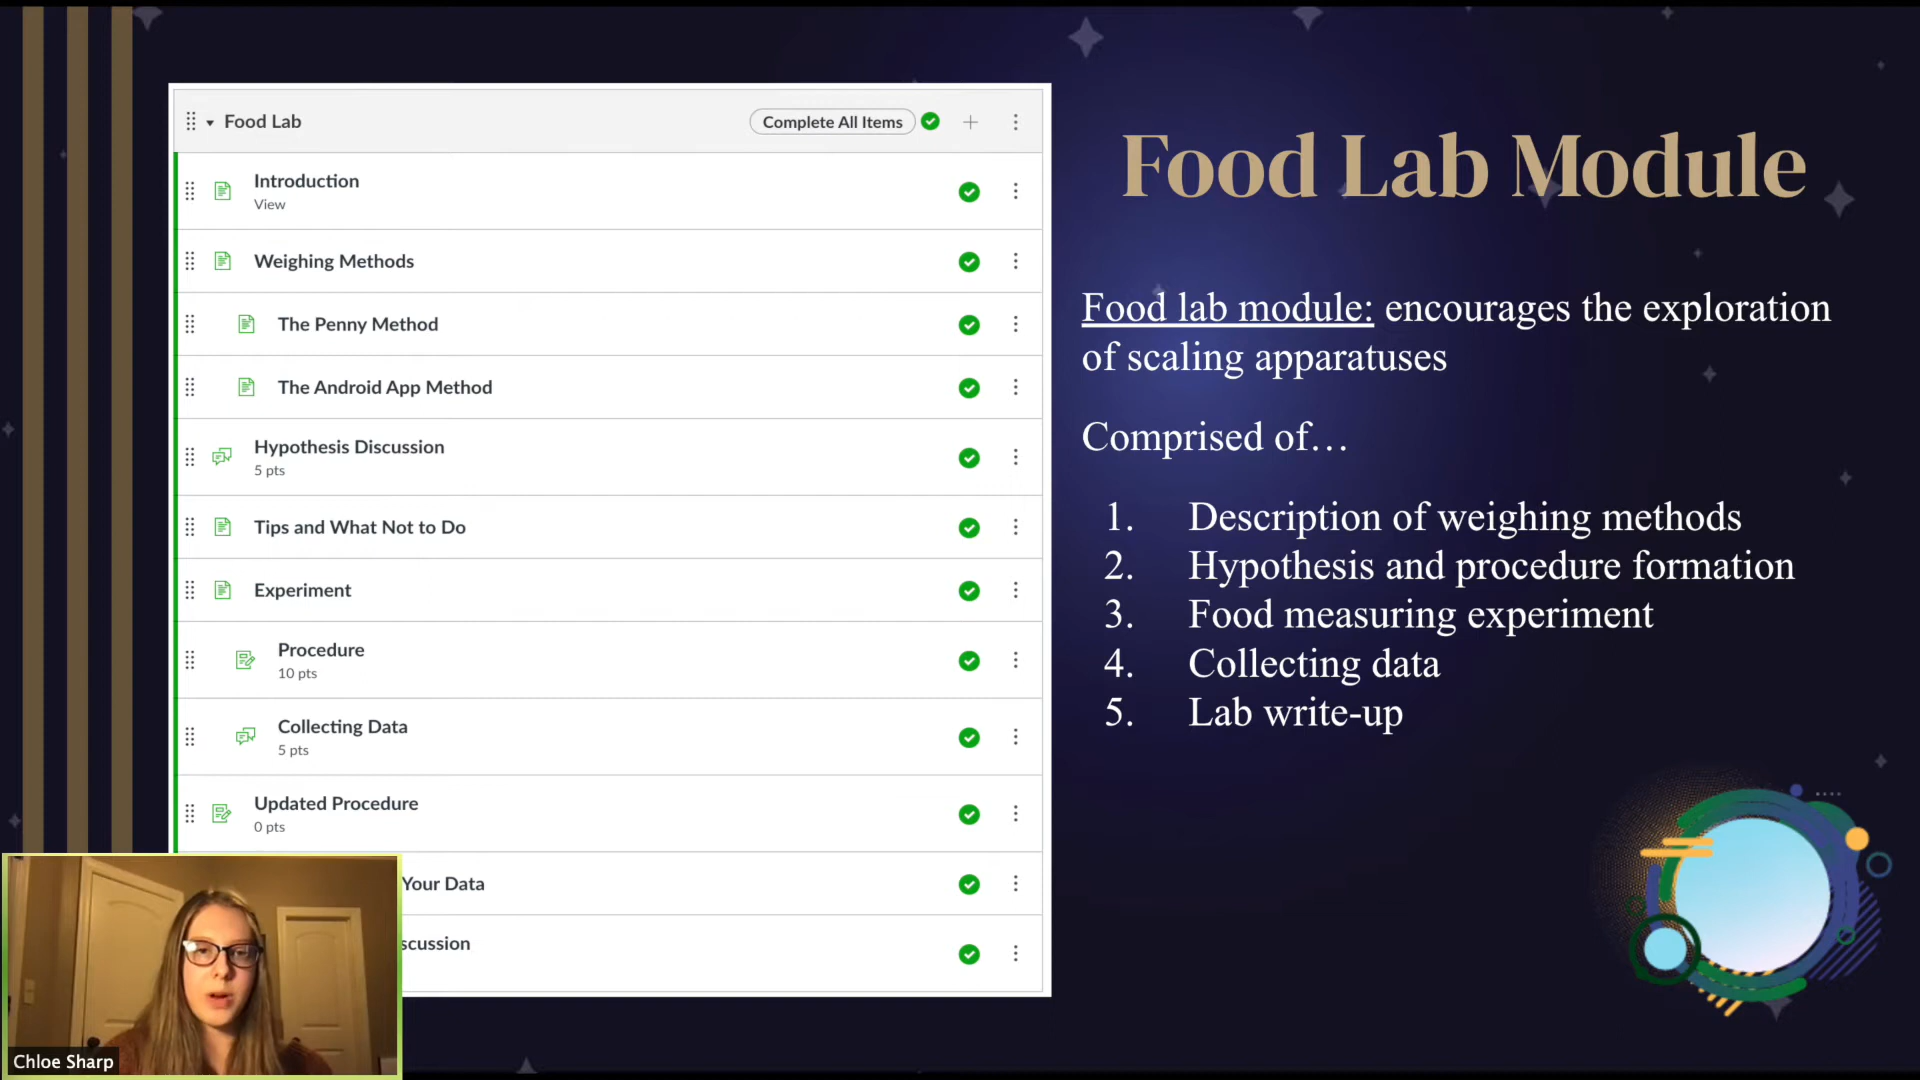 Food Lab
Complete All Items
Introduction
View
Weighing Methods
The Penny Method
The Android App Method
Hypothesis Discussion
5 pts
Tips and What Not to Do
Experiment
Procedure
10 pts
Collecting Data
5 pts
Updated Procedure
0 pts
Your Data
Food Lab Module
Food lab module: encourages the exploration
of scaling apparatuses
Comprised of…
1. Description of weighing methods
2. Hypothesis and procedure formation
3. Food measuring experiment
4. Collecting data
5. Lab write-up
Chloe Sharp